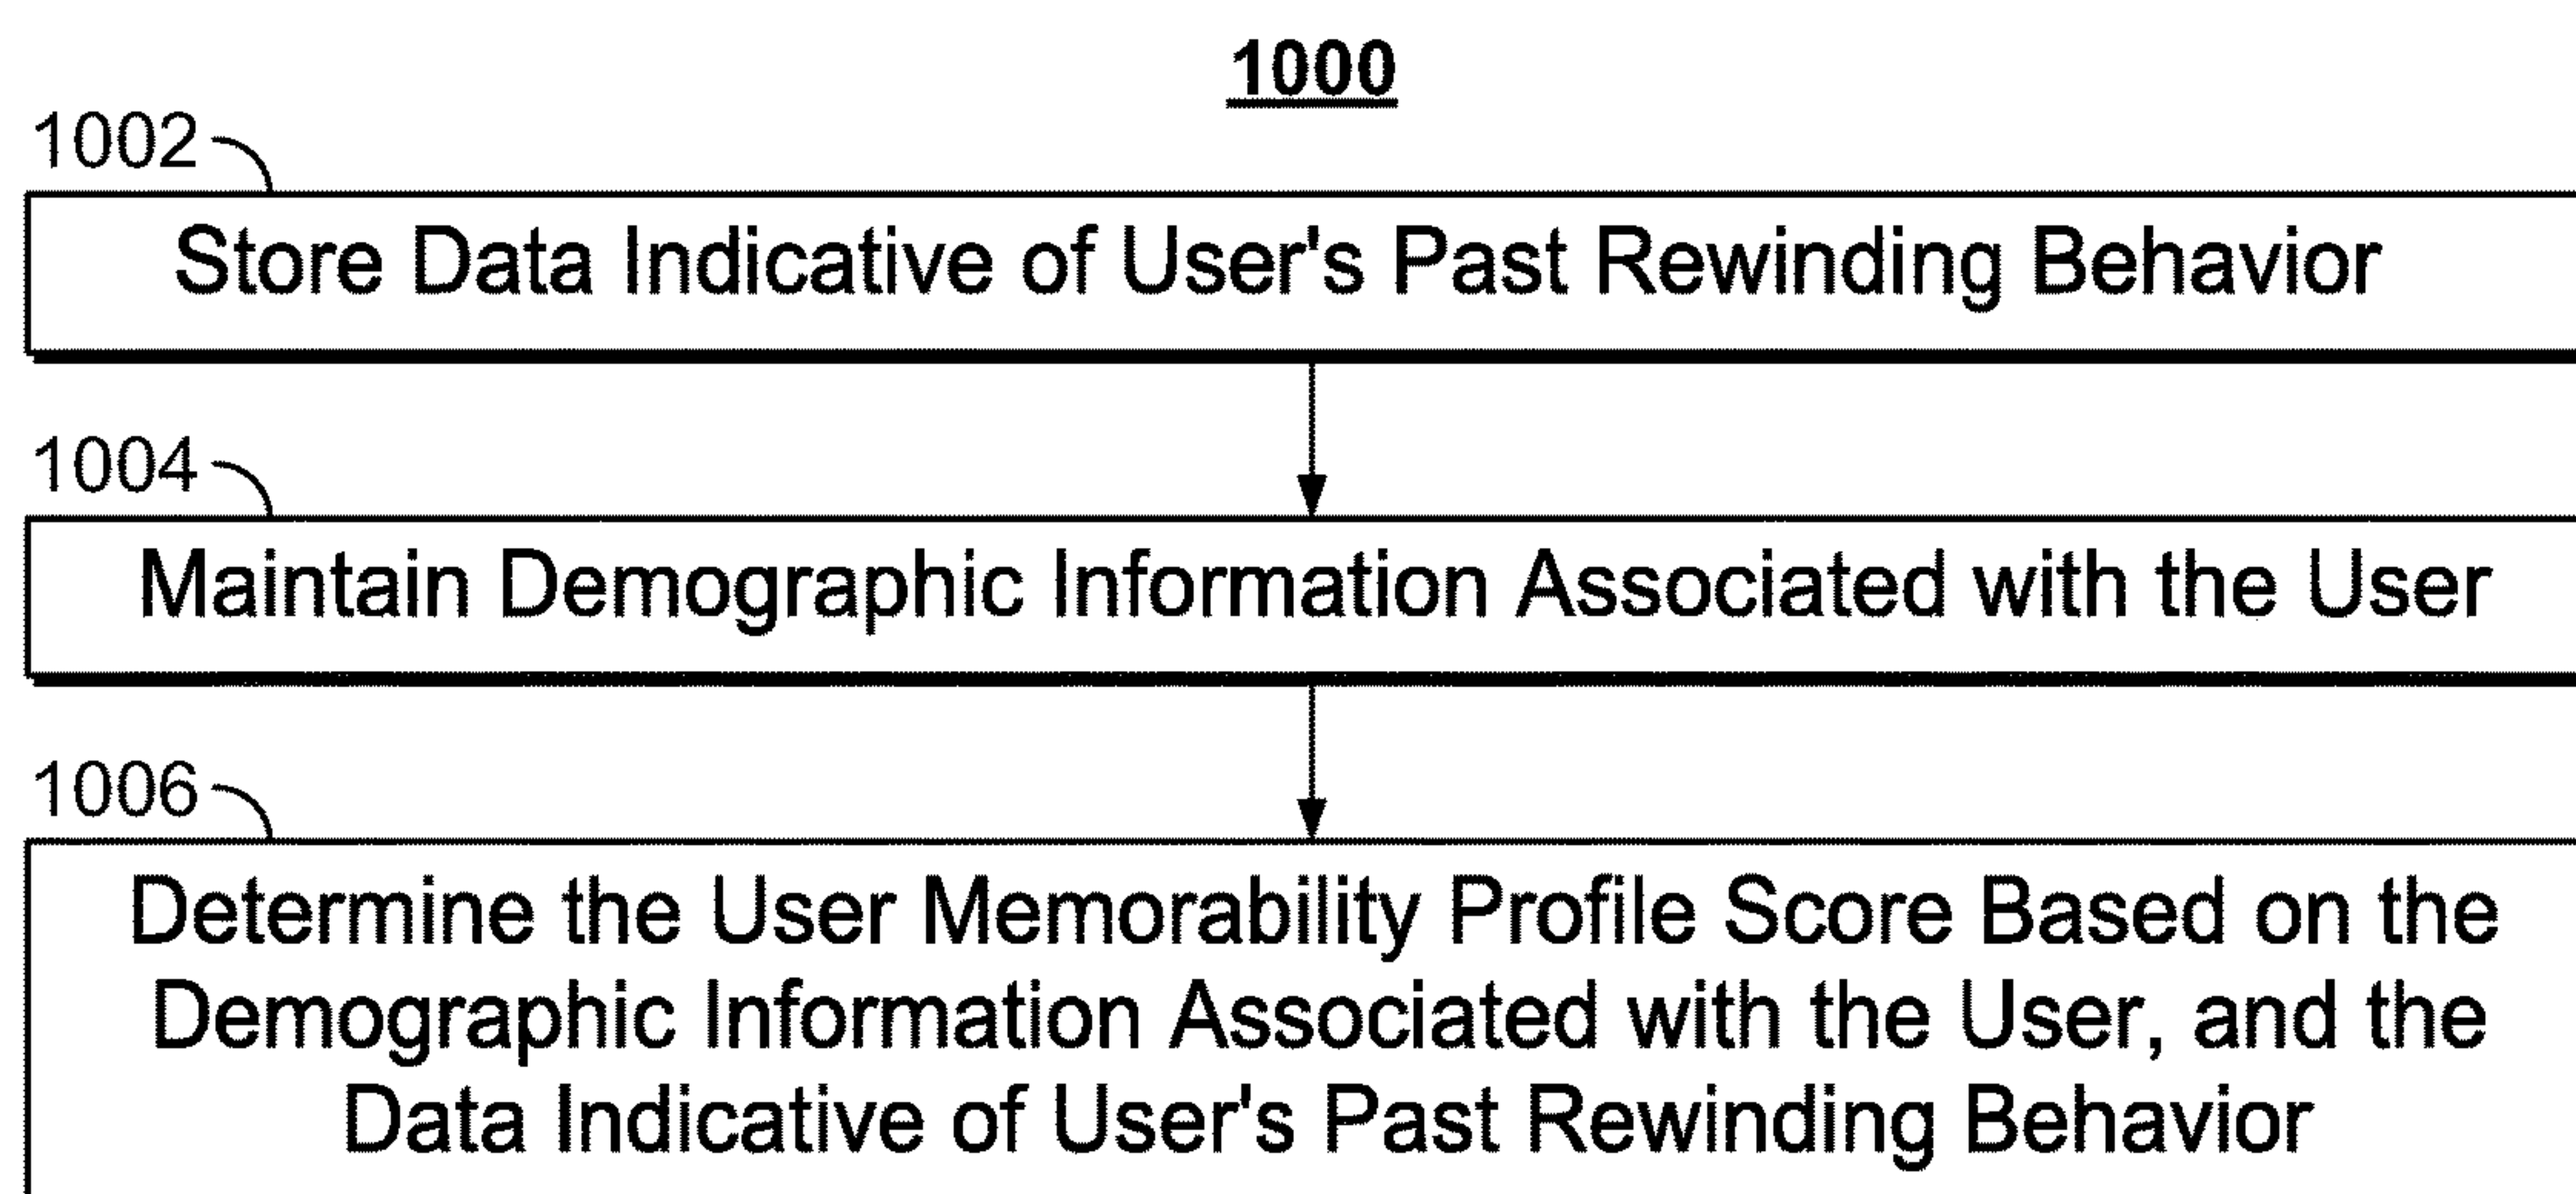 1000
1002
Store Data Indicative of User's Past Rewinding Behavior
1004
Maintain Demographic Information Associated with the User
1006
Determine the User Memorability Profile Score Based on the
Demographic Information Associated with the User, and the
Data Indicative of User's Past Rewinding Behavior